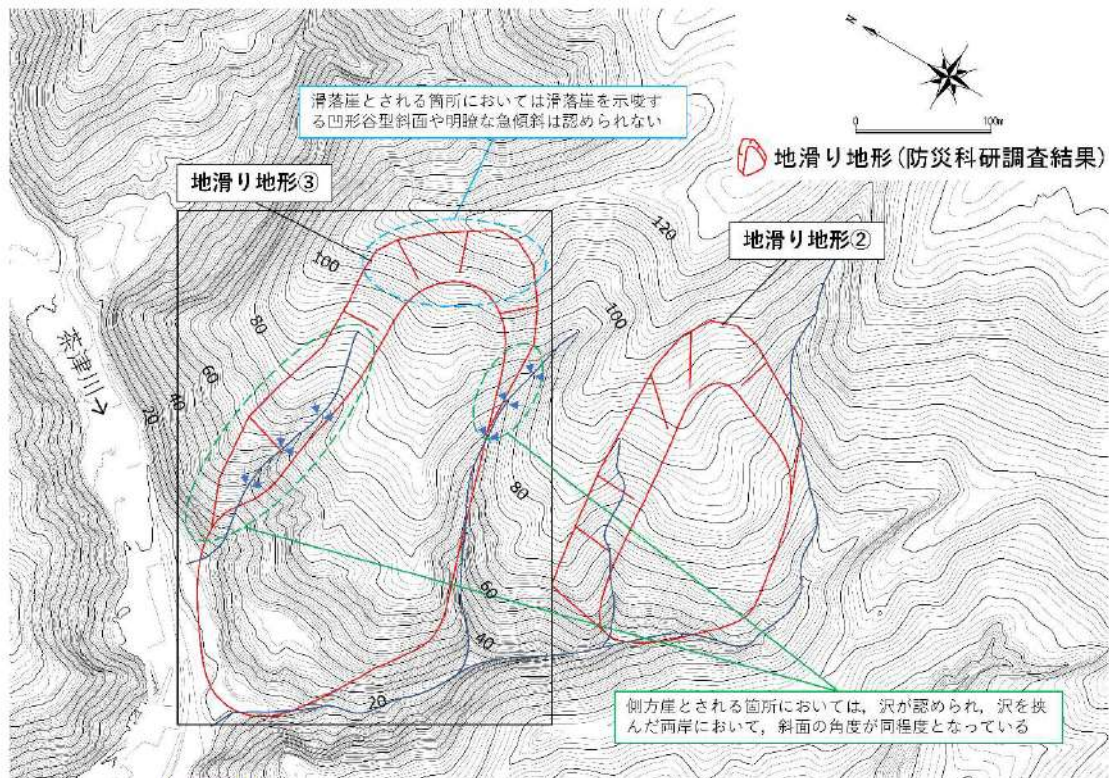 N
0 100m
地滑り地形(防災科研調査結果)
滑落崖とされる箇所においては滑落崖を示唆す
る凹形谷型斜面や明瞭な急傾斜は認められない
地滑り地形③
地滑り地形②
120
100
100
80
60
40
20
茶津川→
80
60
40
20
側方崖とされる箇所においては，沢が認められ，沢を挟
んだ両岸において，斜面の角度が同程度となっている